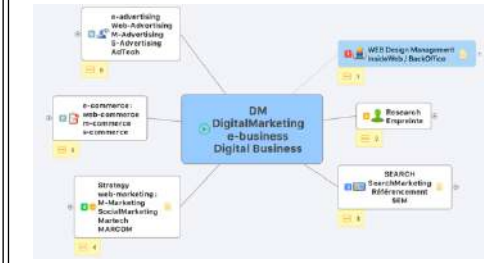 e-advertising
Web-Advertising
M-Advertising
S-Advertising
AdTech
6
WEB Design Management
InsideWeb / BackOffice
1
e-commerce:
web-commerce
m-commerce
s-commerce
DM
DigitalMarketing
e-business
Digital Business
Research
Empreinte
2
Strategy
web-marketing:
M-Marketing
SocialMarketing
Martech
MARCOM
4
SEARCH
SearchMarketing
Référencement
SEM
3